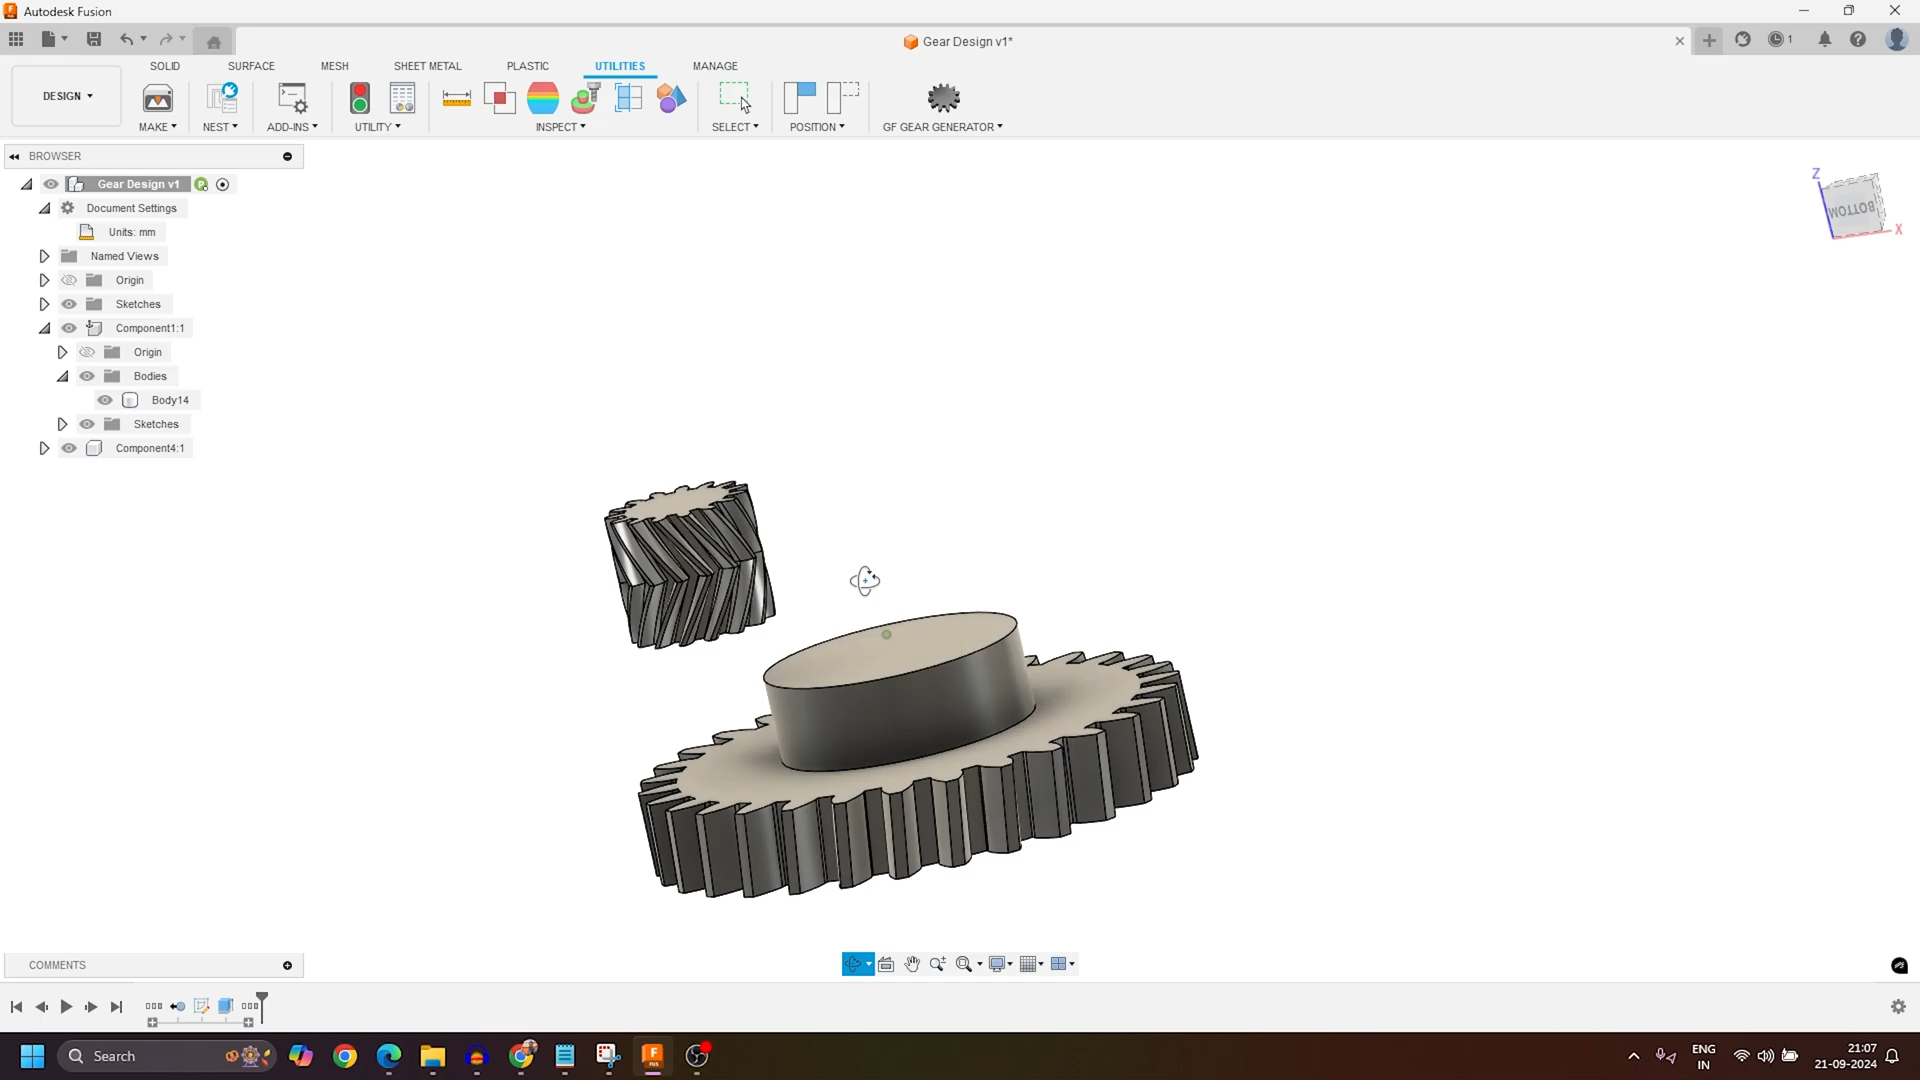 Autodesk Fusion
Gear Design v1*
1
SOLID
SURFACE
MESH
SHEET METAL
PLASTIC
UTILITIES
MANAGE
DESIGN
MAKE
NEST
ADD-INS
UTILITY
INSPECT
SELECT
POSITION
GF GEAR GENERATOR
BROWSER
Gear Design v1
Document Settings
Units: mm
Named Views
Origin
Sketches
Component1:1
Origin
Bodies
Body14
Sketches
Component4:1
Z
BOTTOM
X
COMMENTS
Search
ENG
IN
21:07
21-09-2024